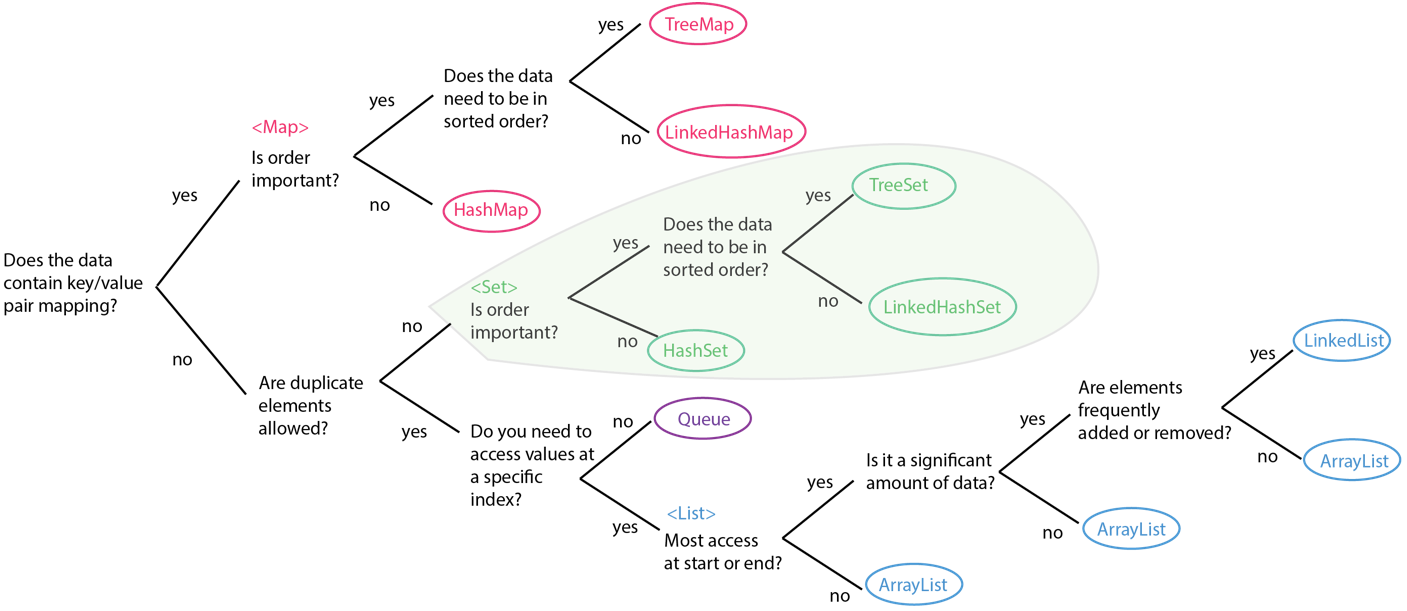 Does the data
contain key/value
pair mapping?
yes
<Map>
Is order
important?
yes
Does the data
need to be in
sorted order?
yes
TreeMap
no
LinkedHashMap
no
HashMap
no
Are duplicate
elements
allowed?
no
<Set>
Is order
important?
yes
Does the data
need to be in
sorted order?
yes
TreeSet
no
LinkedHashSet
no
HashSet
yes
Do you need to
access values at
a specific
index?
no
Queue
yes
<List>
Most access
at start or end?
yes
Is it a significant
amount of data?
yes
Are elements
frequently
added or removed?
yes
LinkedList
no
ArrayList
no
ArrayList
no
ArrayList